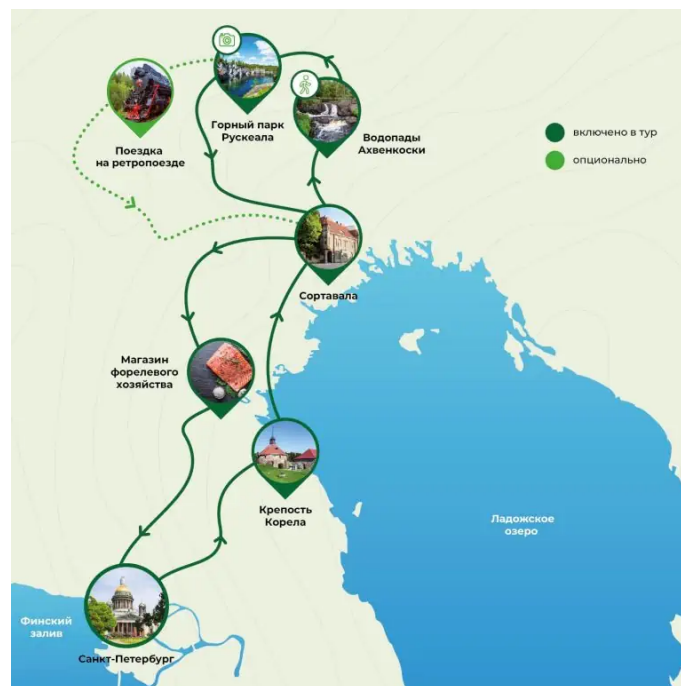 Горный парк
Рускеала
Водопады
Ахвенкоски
Поездка
на ретропоезде
включено в тур
опционально
Сортавала
Магазин
форелевого
хозяйства
Крепость
Корела
Ладожское
озеро
Финский
залив
Санкт-Петербург